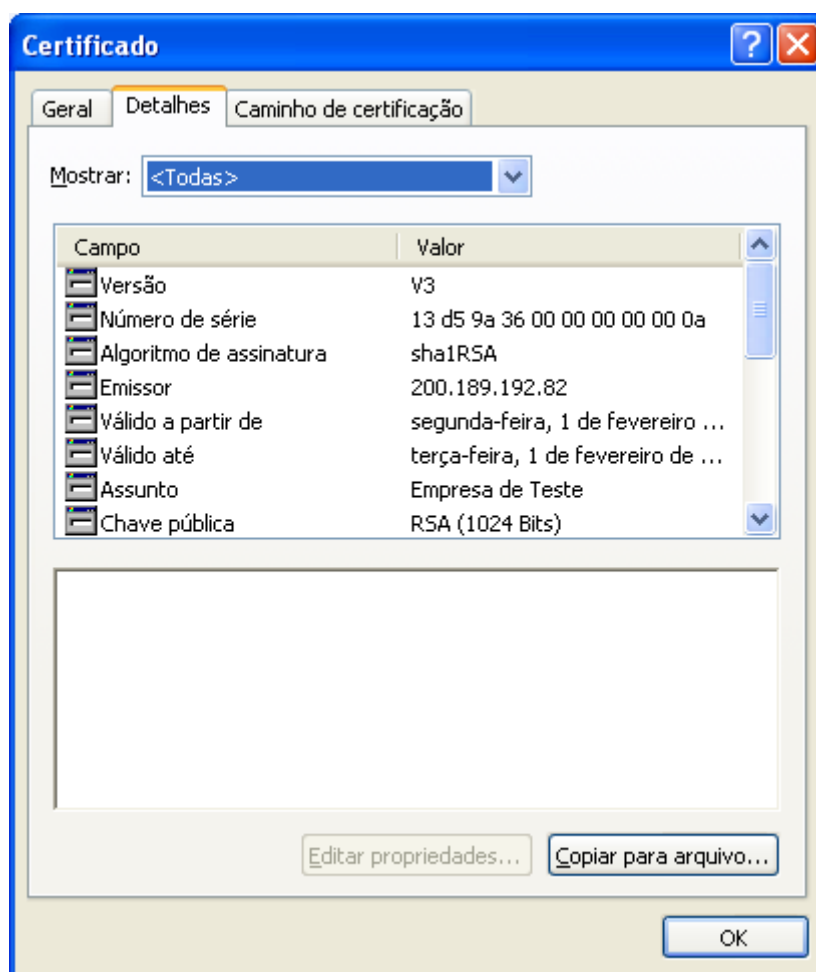 Certificado
Geral Detalhes Caminho de certificação
Mostrar: <Todas>
Campo Valor
Versão V3
Número de série 13 d5 9a 36 00 00 00 00 00 0a
Algoritmo de assinatura sha1RSA
Emissor 200.189.192.82
Válido a partir de segunda-feira, 1 de fevereiro ...
Válido até terça-feira, 1 de fevereiro de ...
Assunto Empresa de Teste
Chave pública RSA (1024 Bits)
Editar propriedades... Copiar para arquivo...
OK